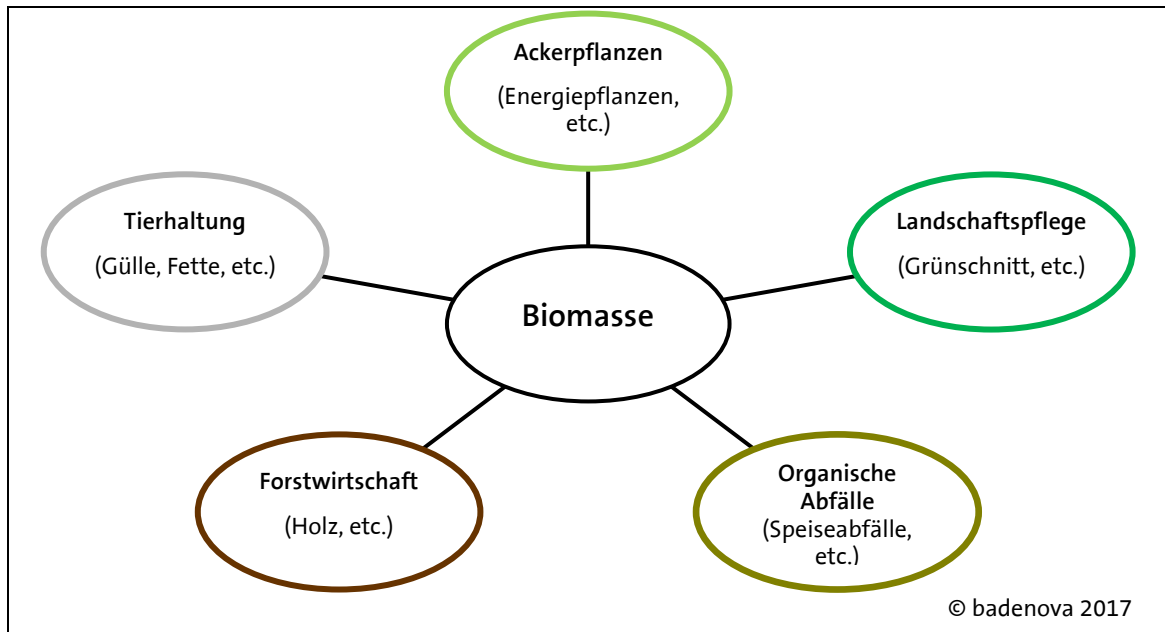 Ackerpflanzen
(Energiepflanzen,
etc.)
Tierhaltung
(Gülle, Fette, etc.)
Landschaftspflege
(Grünschnitt, etc.)
Biomasse
Forstwirtschaft
(Holz, etc.)
Organische
Abfälle
(Speiseabfälle,
etc.)
© badenova 2017